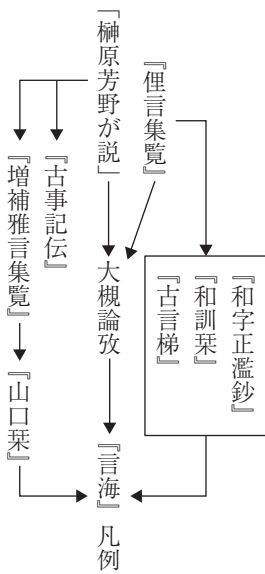 『和字正濫鈔』
『和訓栞』
『古言梯』
『俚言集覧』
「榊原芳野が説」
大槻論攷
『言海』凡例
『古事記伝』
『増補雅言集覧』
『山口栞』